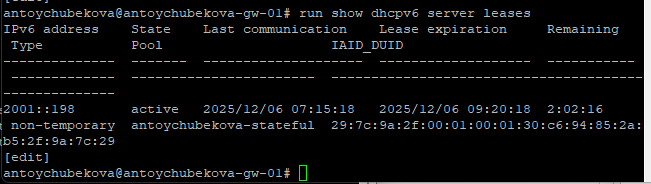 [edit]
antoychubekova@antoychubekova-gw-01# run show dhcpv6 server leases
IPv6 address    State    Last communication    Lease expiration     Remaining
 Type           Pool                           IAID_DUID
--------------  -------  --------------------  -------------------  -----------
 --------------  --------------------  --------------------------------------
--------------
2001::198       active   2025/12/06 07:15:18   2025/12/06 09:20:18  2:02:16
 non-temporary  antoychubekova-stateful  29:7c:9a:2f:00:01:00:01:30:c6:94:85:2a:
b5:2f:9a:7c:29
[edit]
antoychubekova@antoychubekova-gw-01#